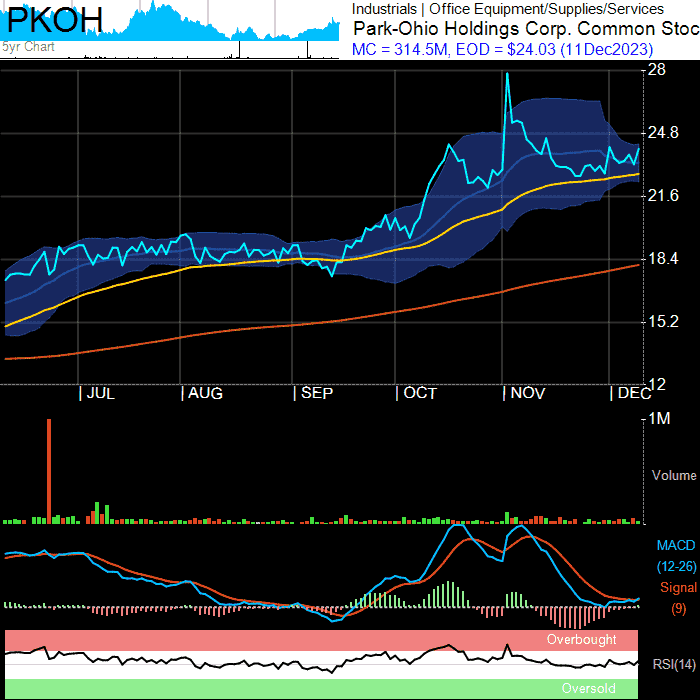 PKOH
5yr Chart
Industrials | Office Equipment/Supplies/Services
Park-Ohio Holdings Corp. Common Stoc
MC = 314.5M, EOD = $24.03 (11Dec2023)
28
24.8
21.6
18.4
15.2
12
JUL AUG SEP OCT NOV DEC
1M
Volume
MACD
(12-26)
Signal
(9)
Overbought
RSI(14)
Oversold